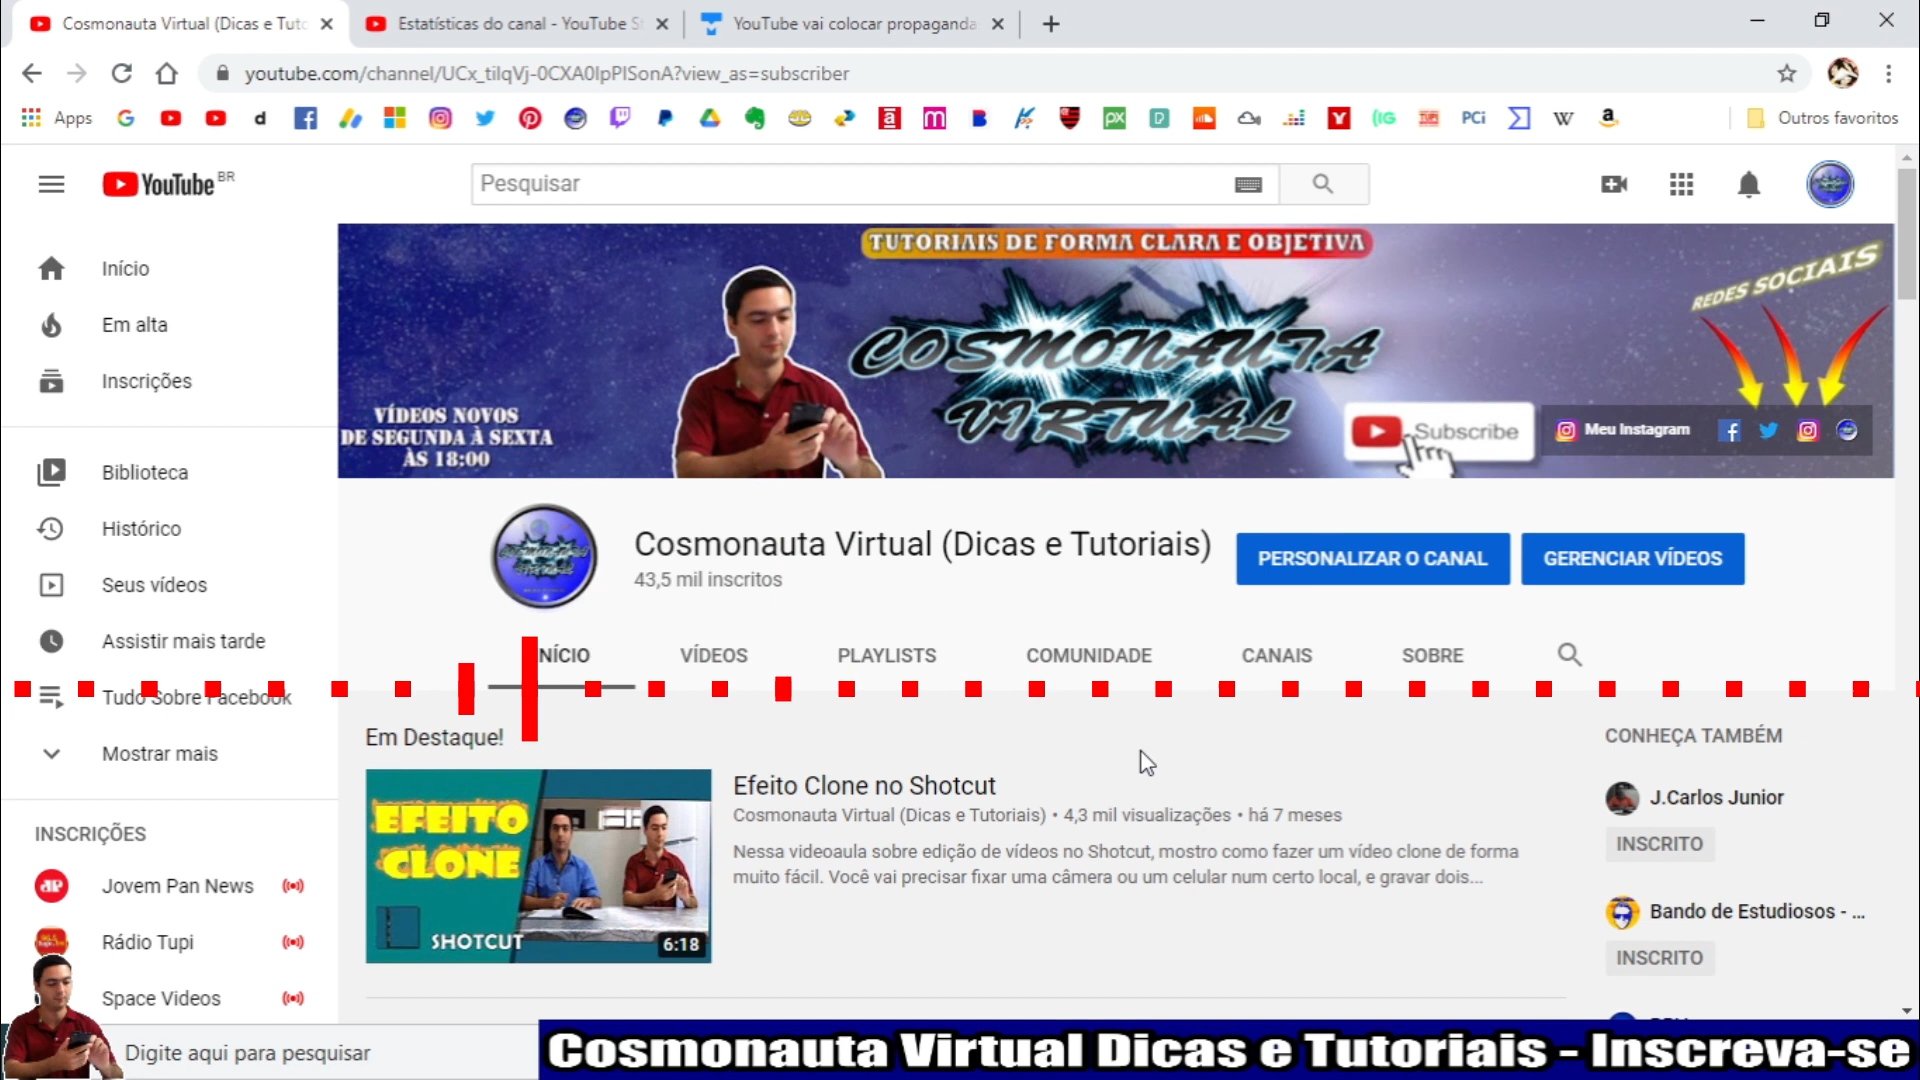 Cosmonauta Virtual (Dicas e Tuto
Estatísticas do canal - YouTube S
YouTube vai colocar propaganda
youtube.com/channel/UCx_tilqVj-0CXA0IpPISonA?view_as=subscriber
Apps
Outros favoritos
YouTube BR
Pesquisar
Início
Em alta
Inscrições
Biblioteca
Histórico
Seus vídeos
Assistir mais tarde
Tudo Sobre Facebook
Mostrar mais
INSCRIÇÕES
Jovem Pan News
Rádio Tupi
Space Videos
TUTORIAIS DE FORMA CLARA E OBJETIVA
COSMONAUTA
VIRTUAL
VÍDEOS NOVOS
DE SEGUNDA À SEXTA
ÀS 18:00
REDES SOCIAIS
Subscribe
Meu Instagram
Cosmonauta Virtual (Dicas e Tutoriais)
43,5 mil inscritos
PERSONALIZAR O CANAL
GERENCIAR VÍDEOS
NÍCIO
VÍDEOS
PLAYLISTS
COMUNIDADE
CANAIS
SOBRE
Em Destaque!
EFEITO
CLONE
SHOTCUT
6:18
Efeito Clone no Shotcut
Cosmonauta Virtual (Dicas e Tutoriais) • 4,3 mil visualizações • há 7 meses
Nessa videoaula sobre edição de vídeos no Shotcut, mostro como fazer um vídeo clone de forma
muito fácil. Você vai precisar fixar uma câmera ou um celular num certo local, e gravar dois...
CONHEÇA TAMBÉM
J.Carlos Junior
INSCRITO
Bando de Estudiosos - ...
INSCRITO
Digite aqui para pesquisar
Cosmonauta Virtual Dicas e Tutoriais - Inscreva-se